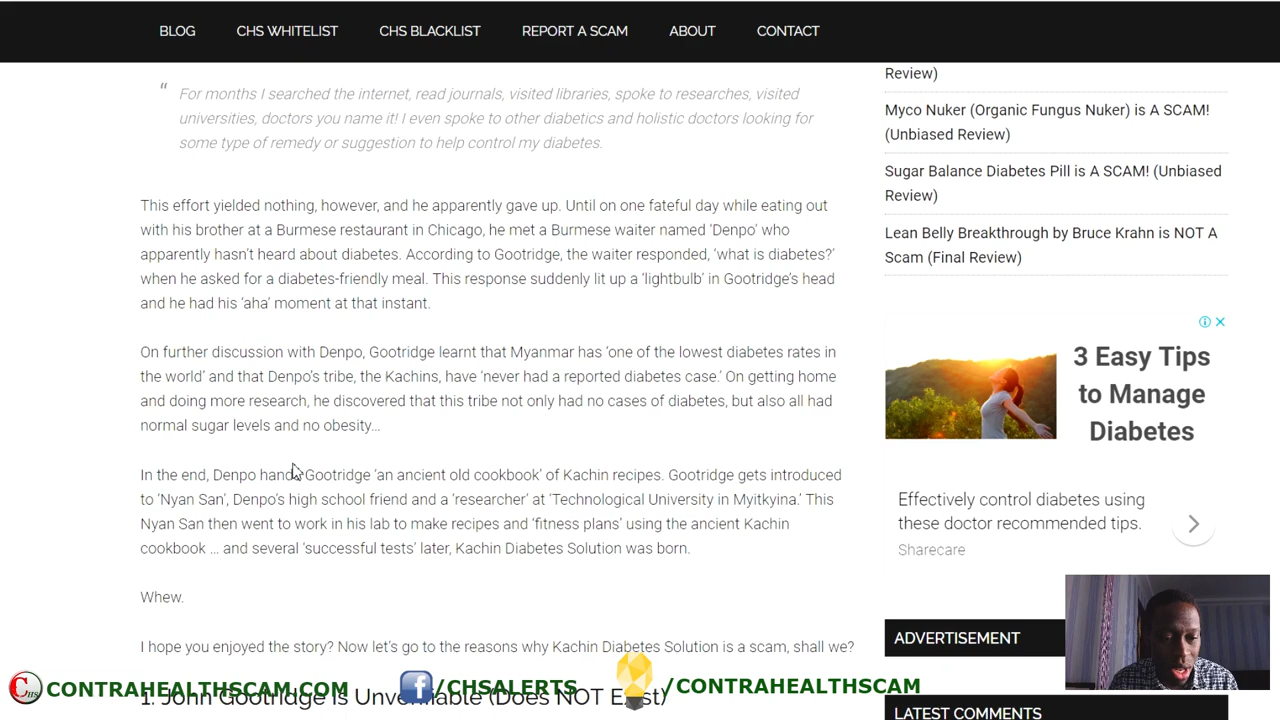 BLOG CHS WHITELIST CHS BLACKLIST REPORT A SCAM ABOUT CONTACT
“ For months I searched the internet, read journals, visited libraries, spoke to researches, visited
universities, doctors you name it! I even spoke to other diabetics and holistic doctors looking for
some type of remedy or suggestion to help control my diabetes.
This effort yielded nothing, however, and he apparently gave up. Until on one fateful day while eating out
with his brother at a Burmese restaurant in Chicago, he met a Burmese waiter named ‘Denpo’ who
apparently hasn’t heard about diabetes. According to Gootridge, the waiter responded, ‘what is diabetes?’
when he asked for a diabetes-friendly meal. This response suddenly lit up a ‘lightbulb’ in Gootridge’s head
and he had his ‘aha’ moment at that instant.
On further discussion with Denpo, Gootridge learnt that Myanmar has ‘one of the lowest diabetes rates in
the world’ and that Denpo’s tribe, the Kachins, have ‘never had a reported diabetes case.’ On getting home
and doing more research, he discovered that this tribe not only had no cases of diabetes, but also all had
normal sugar levels and no obesity…
In the end, Denpo hands Gootridge ‘an ancient old cookbook’ of Kachin recipes. Gootridge gets introduced
to ‘Nyan San’, Denpo’s high school friend and a ‘researcher’ at ‘Technological University in Myitkyina.’ This
Nyan San then went to work in his lab to make recipes and ‘fitness plans’ using the ancient Kachin
cookbook … and several ‘successful tests’ later, Kachin Diabetes Solution was born.
Whew.
I hope you enjoyed the story? Now let’s go to the reasons why Kachin Diabetes Solution is a scam, shall we?
1. John Gootridge Is Unverifiable (Does NOT Exist)
Review)
Myco Nuker (Organic Fungus Nuker) is A SCAM!
(Unbiased Review)
Sugar Balance Diabetes Pill is A SCAM! (Unbiased
Review)
Lean Belly Breakthrough by Bruce Krahn is NOT A
Scam (Final Review)
3 Easy Tips
to Manage
Diabetes
Effectively control diabetes using
these doctor recommended tips.
Sharecare
ADVERTISEMENT
LATEST COMMENTS
CHS CONTRAHEALTHSCAM.COM /CHSALERTS /CONTRAHEALTHSCAM